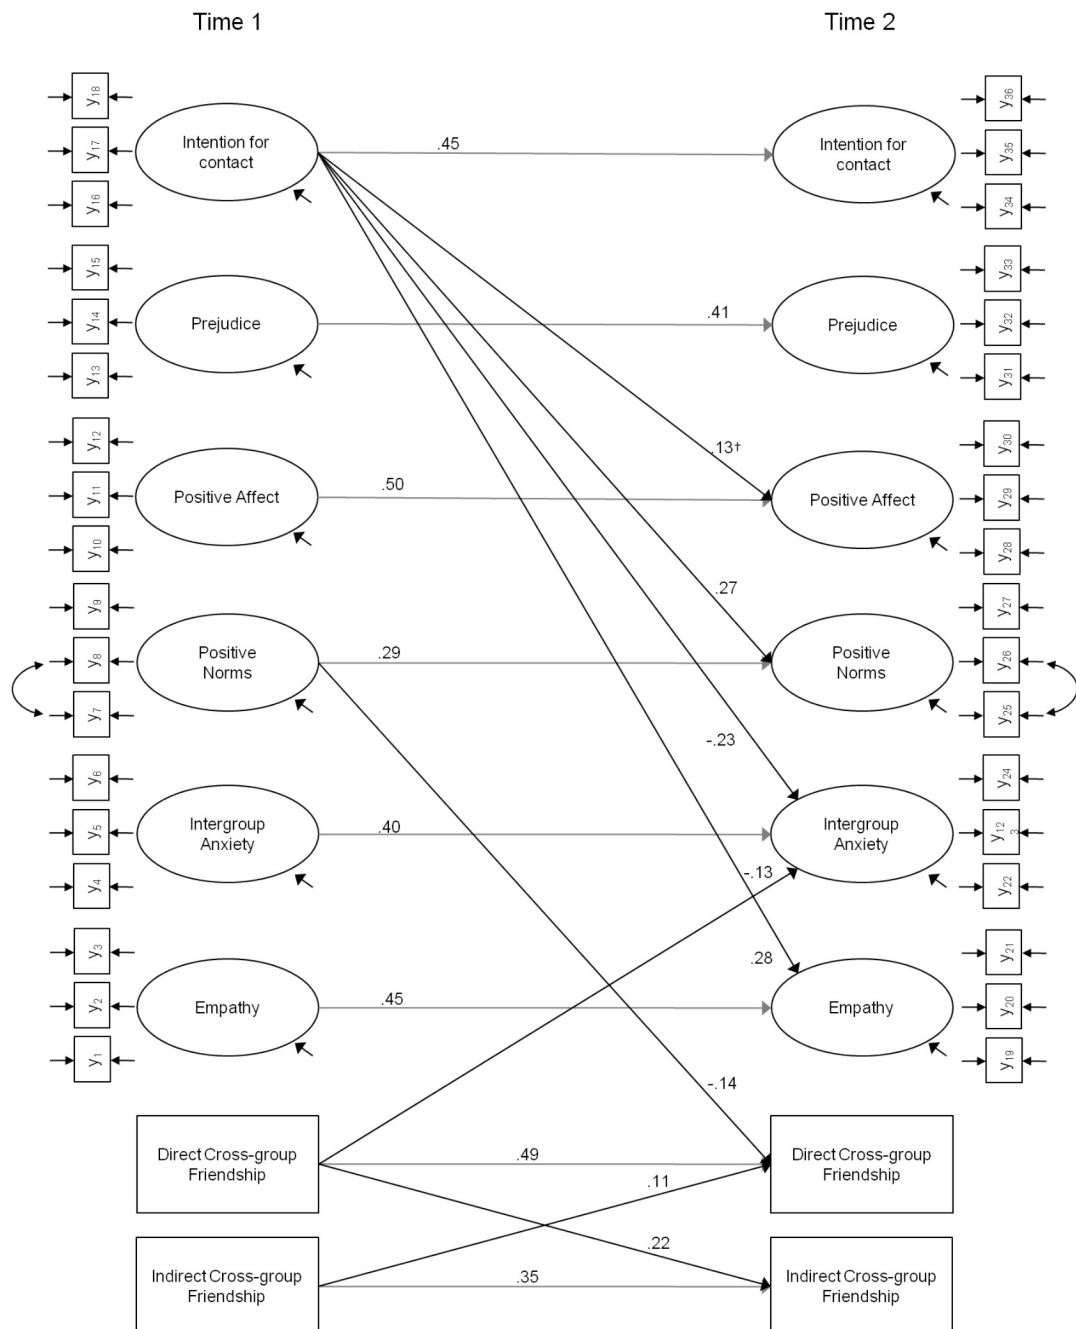 Time 1
Time 2
y18
y17
y16
Intention for
contact
.45
Intention for
contact
y36
y35
y34
y15
y14
y13
Prejudice
.41
Prejudice
y33
y32
y31
y12
y11
y10
Positive Affect
.50
.13†
Positive Affect
y30
y29
y28
y9
y8
y7
Positive
Norms
.29
.27
Positive
Norms
y27
y26
y25
y6
y5
y4
Intergroup
Anxiety
.40
-.23
-.13
Intergroup
Anxiety
y24
y12
3
y22
y3
y2
y1
Empathy
.45
.28
Empathy
y21
y20
y19
-.14
Direct Cross-group
Friendship
.49
.11
Direct Cross-group
Friendship
Indirect Cross-group
Friendship
.22
.35
Indirect Cross-group
Friendship